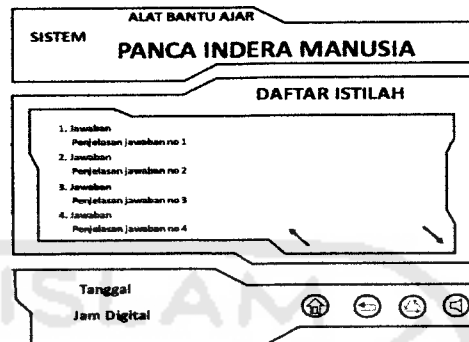 ALAT BANTU AJAR
SISTEM
PANCA INDERA MANUSIA
DAFTAR ISTILAH
1. Jawaban
Penjelasan jawaban no 1
2. Jawaban
Penjelasan jawaban no 2
3. Jawaban
Penjelasan jawaban no 3
4. Jawaban
Penjelasan jawaban no 4
Tanggal
Jam Digital
ISLAM